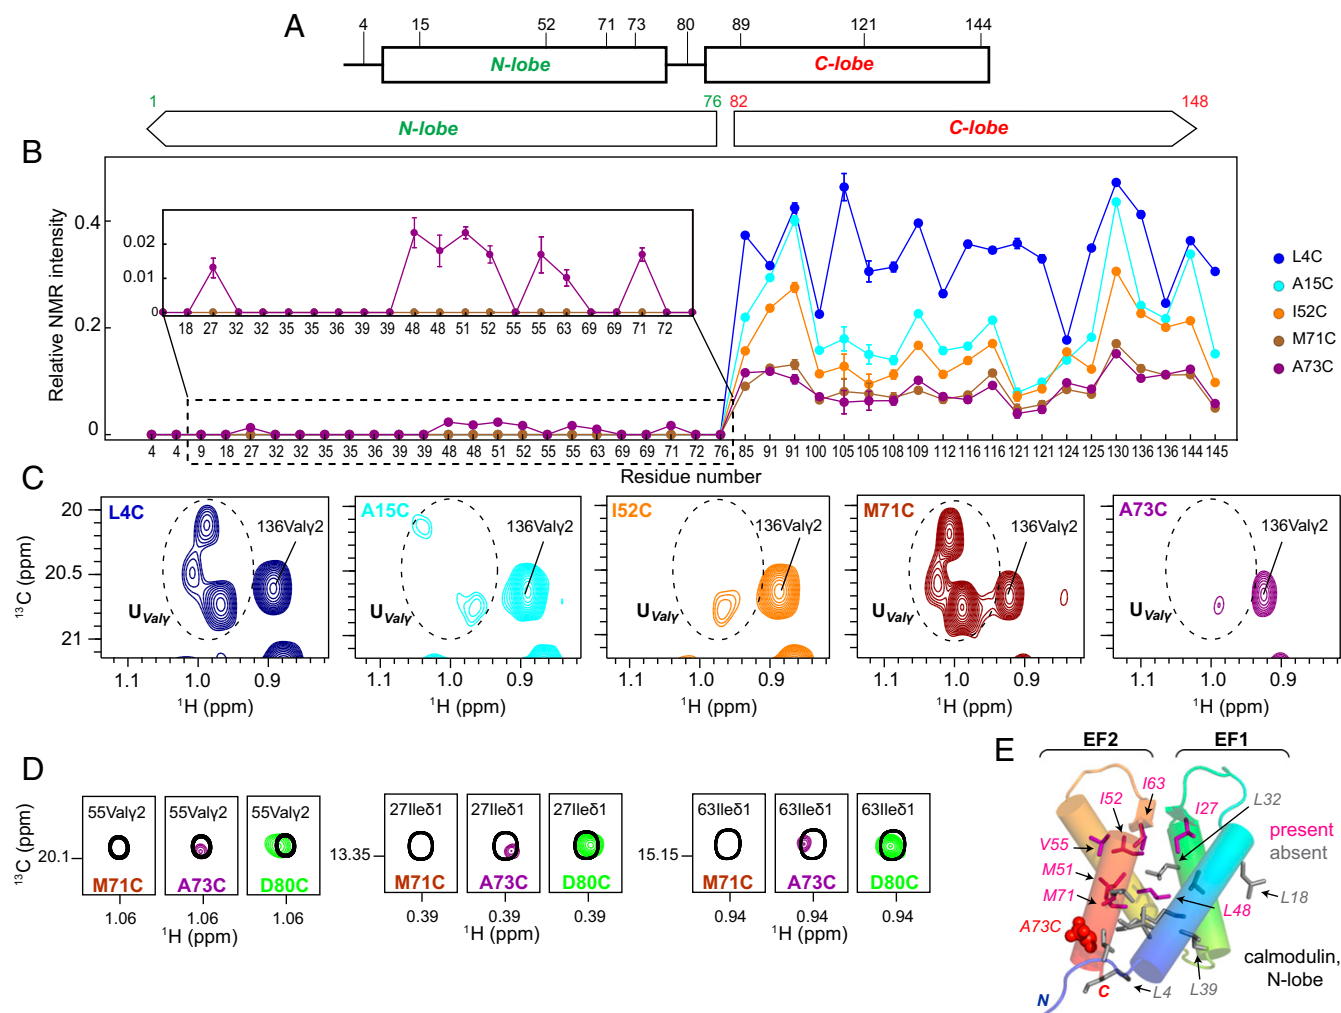 A
4 15 52 71 73 80 89 121 144
N-lobe C-lobe
1 76 82 148
N-lobe C-lobe
B
Relative NMR intensity
0.4
0.2
0
0.02
0.01
0
18 27 32 32 35 35 36 39 39 48 48 51 52 55 55 63 69 69 71 72
4 4 9 18 27 32 32 35 35 36 39 39 48 48 51 52 55 55 63 69 69 71 72 76 85 91 91 100 105 105 108 109 112 116 116 121 121 124 124 130 136 136 144 145
Residue number
L4C
A15C
I52C
M71C
A73C
C
¹³C (ppm)
20
20.5
21
L4C
136Valγ2
U Valγ
1.1 1.0 0.9
¹H (ppm)
A15C
136Valγ2
U Valγ
1.1 1.0 0.9
¹H (ppm)
I52C
136Valγ2
U Valγ
1.1 1.0 0.9
¹H (ppm)
M71C
136Valγ2
U Valγ
1.1 1.0 0.9
¹H (ppm)
A73C
136Valγ2
U Valγ
1.1 1.0 0.9
¹H (ppm)
D
¹³C (ppm)
20.1
55Valγ2 55Valγ2 55Valγ2
M71C A73C D80C
1.06 1.06 1.06
¹H (ppm)
13.35
27Ileδ1 27Ileδ1 27Ileδ1
M71C A73C D80C
0.39 0.39 0.39
¹H (ppm)
15.15
63Ileδ1 63Ileδ1 63Ileδ1
M71C A73C D80C
0.94 0.94 0.94
¹H (ppm)
E
EF2 EF1
I63
I52 I27 L32
present
absent
V55
M51
M71 L48 L18
A73C
calmodulin,
N-lobe
N C L4 L39